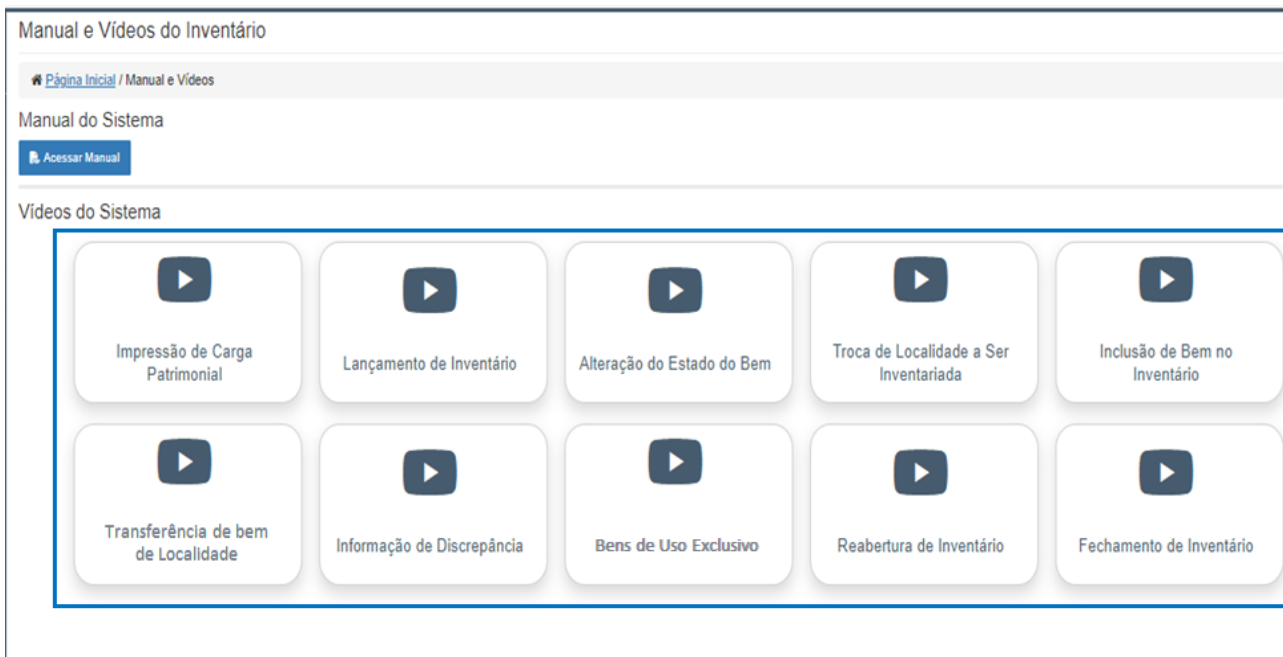 Manual e Vídeos do Inventário
Página Inicial / Manual e Vídeos
Manual do Sistema
Acessar Manual
Vídeos do Sistema
Impressão de Carga
Patrimonial
Lançamento de Inventário
Alteração do Estado do Bem
Troca de Localidade a Ser
Inventariada
Inclusão de Bem no
Inventário
Transferência de bem
de Localidade
Informação de Discrepância
Bens de Uso Exclusivo
Reabertura de Inventário
Fechamento de Inventário